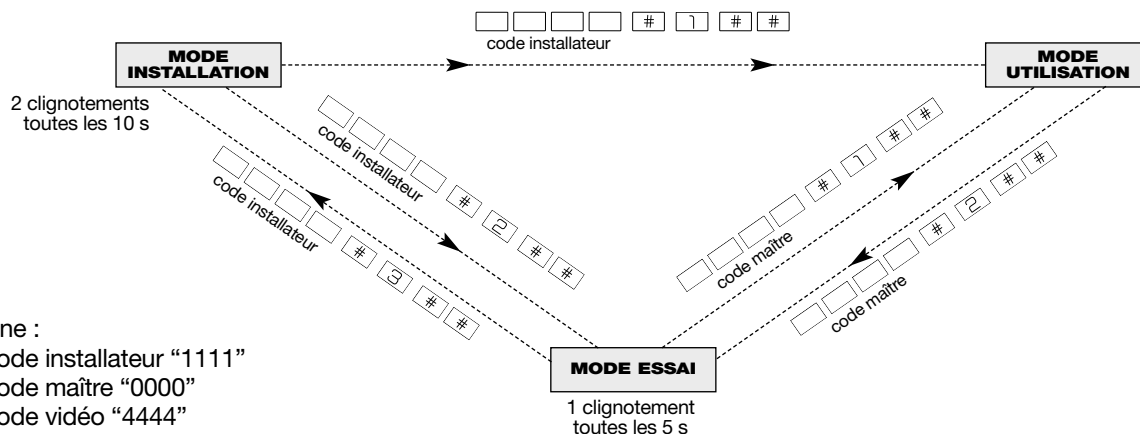 # 1 # #
code installateur
MODE
INSTALLATION
MODE
UTILISATION
2 clignotements
toutes les 10 s
code installateur # 2 # #
code installateur # 3 # #
code maître # 1 # #
code maître # 2 # #
MODE ESSAI
1 clignotement
toutes les 5 s
ne :
ode installateur “1111”
ode maître “0000”
ode vidéo “4444”